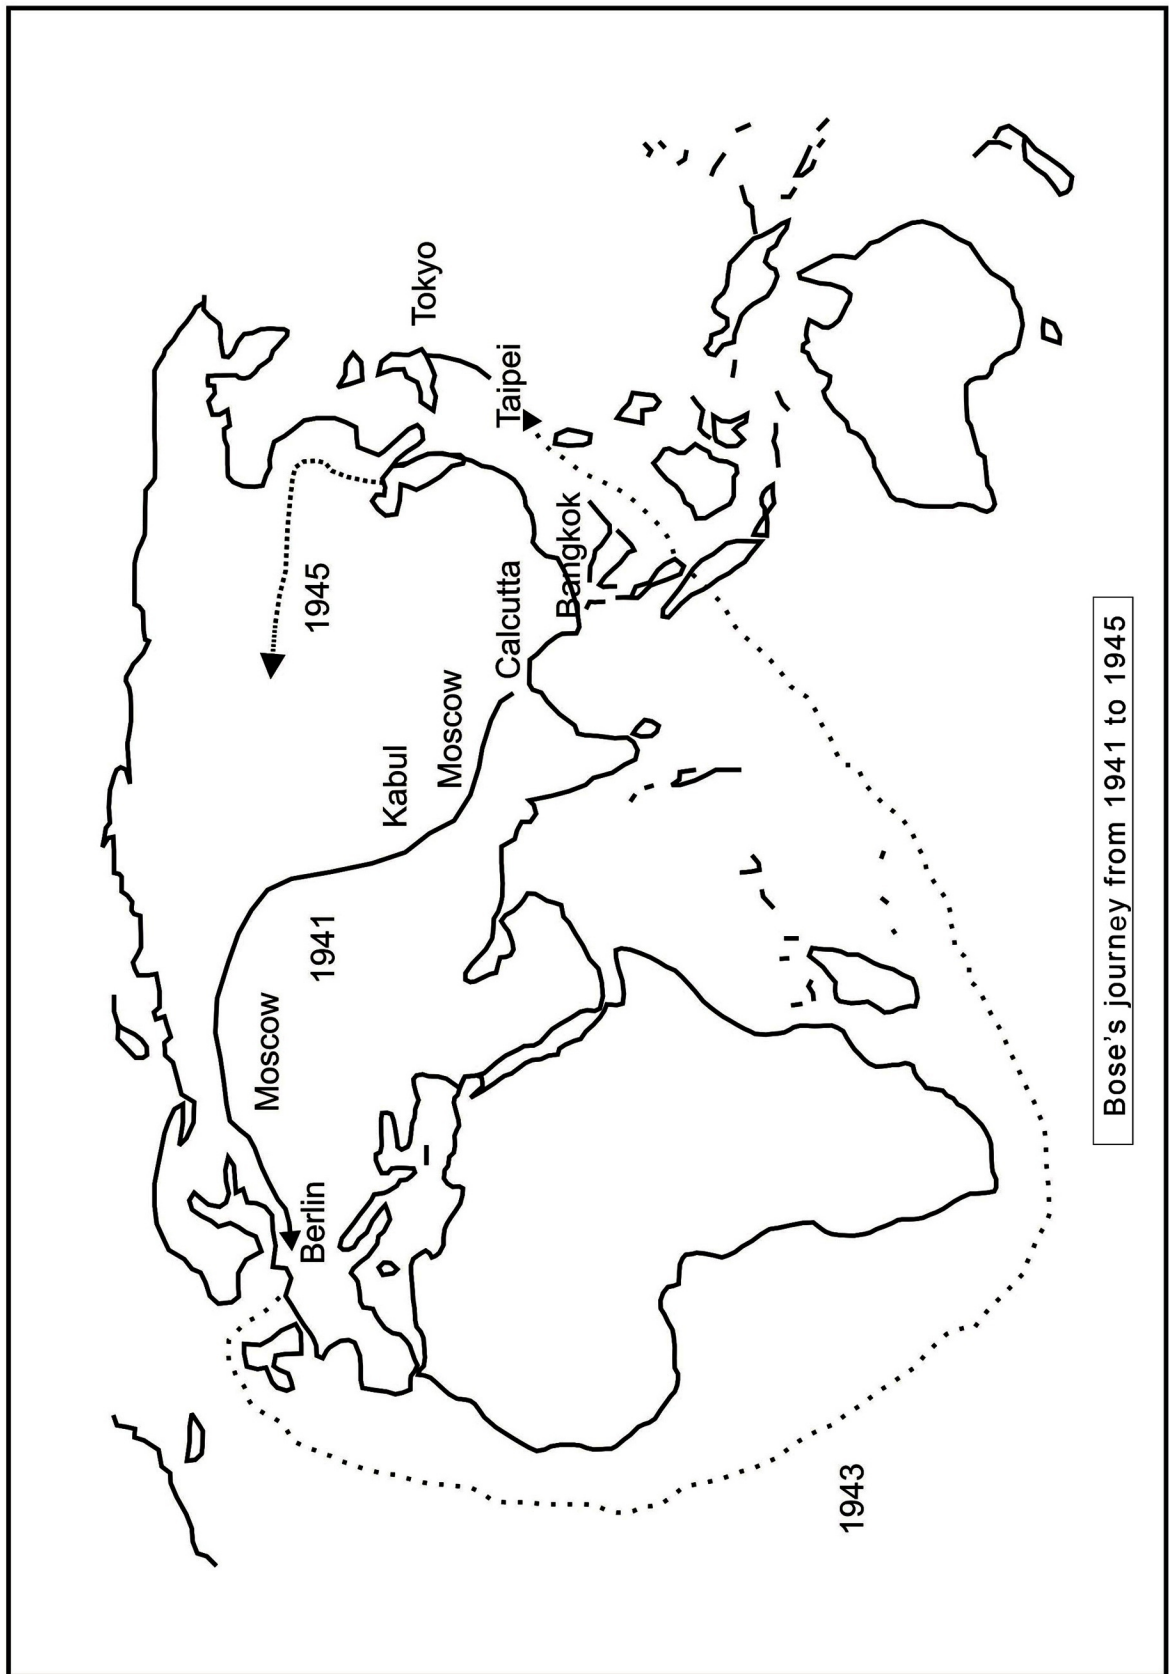 Tokyo
Taipei
1945
Bangkok
Calcutta
Moscow
Kabul
1941
Moscow
Berlin
1943
Bose's journey from 1941 to 1945